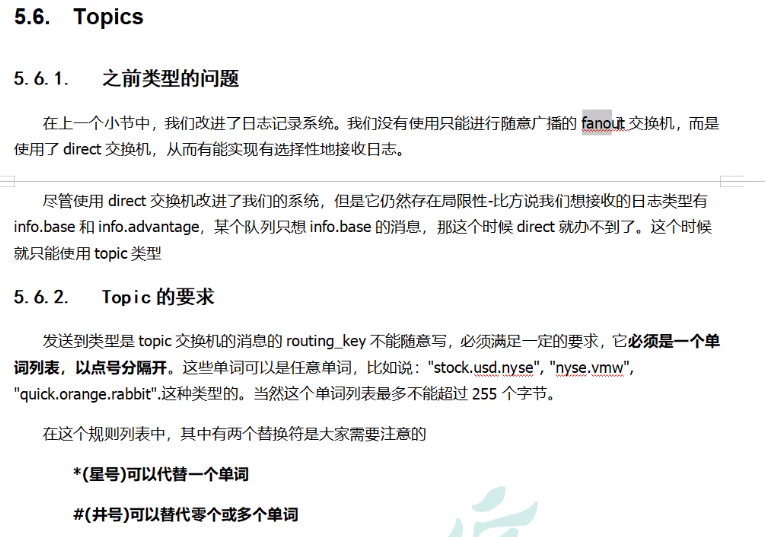 5.6. Topics
5.6.1. 之前类型的问题
在上一个小节中，我们改进了日志记录系统。我们没有使用只能进行随意广播的 fanout 交换机，而是
使用了 direct 交换机，从而有能实现有选择性地接收日志。
尽管使用 direct 交换机改进了我们的系统，但是它仍然存在局限性-比方说我们想接收的日志类型有
info.base 和 info.advantage，某个队列只想 info.base 的消息，那这个时候 direct 就办不到了。这个时候
就只能使用 topic 类型
5.6.2. Topic 的要求
发送到类型是 topic 交换机的消息的 routing_key 不能随意写，必须满足一定的要求，它必须是一个单
词列表，以点号分隔开。这些单词可以是任意单词，比如说："stock.usd.nyse", "nyse.vmw",
"quick.orange.rabbit".这种类型的。当然这个单词列表最多不能超过 255 个字节。
在这个规则列表中，其中有两个替换符是大家需要注意的
*(星号)可以代替一个单词
#(井号)可以替代零个或多个单词